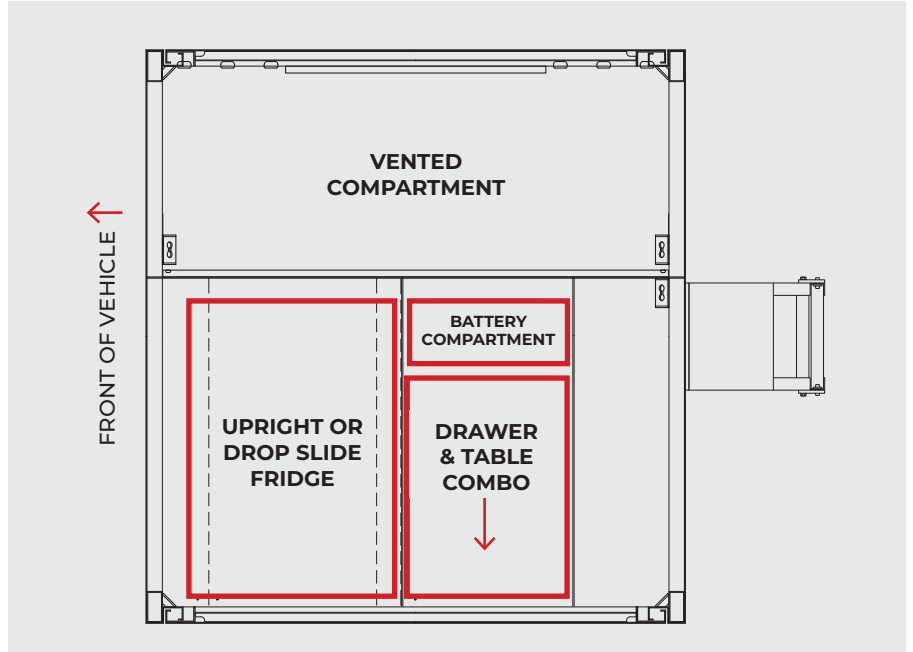 VENTED
COMPARTMENT
FRONT OF VEHICLE
BATTERY
COMPARTMENT
UPRIGHT OR
DROP SLIDE
FRIDGE
DRAWER
& TABLE
COMBO